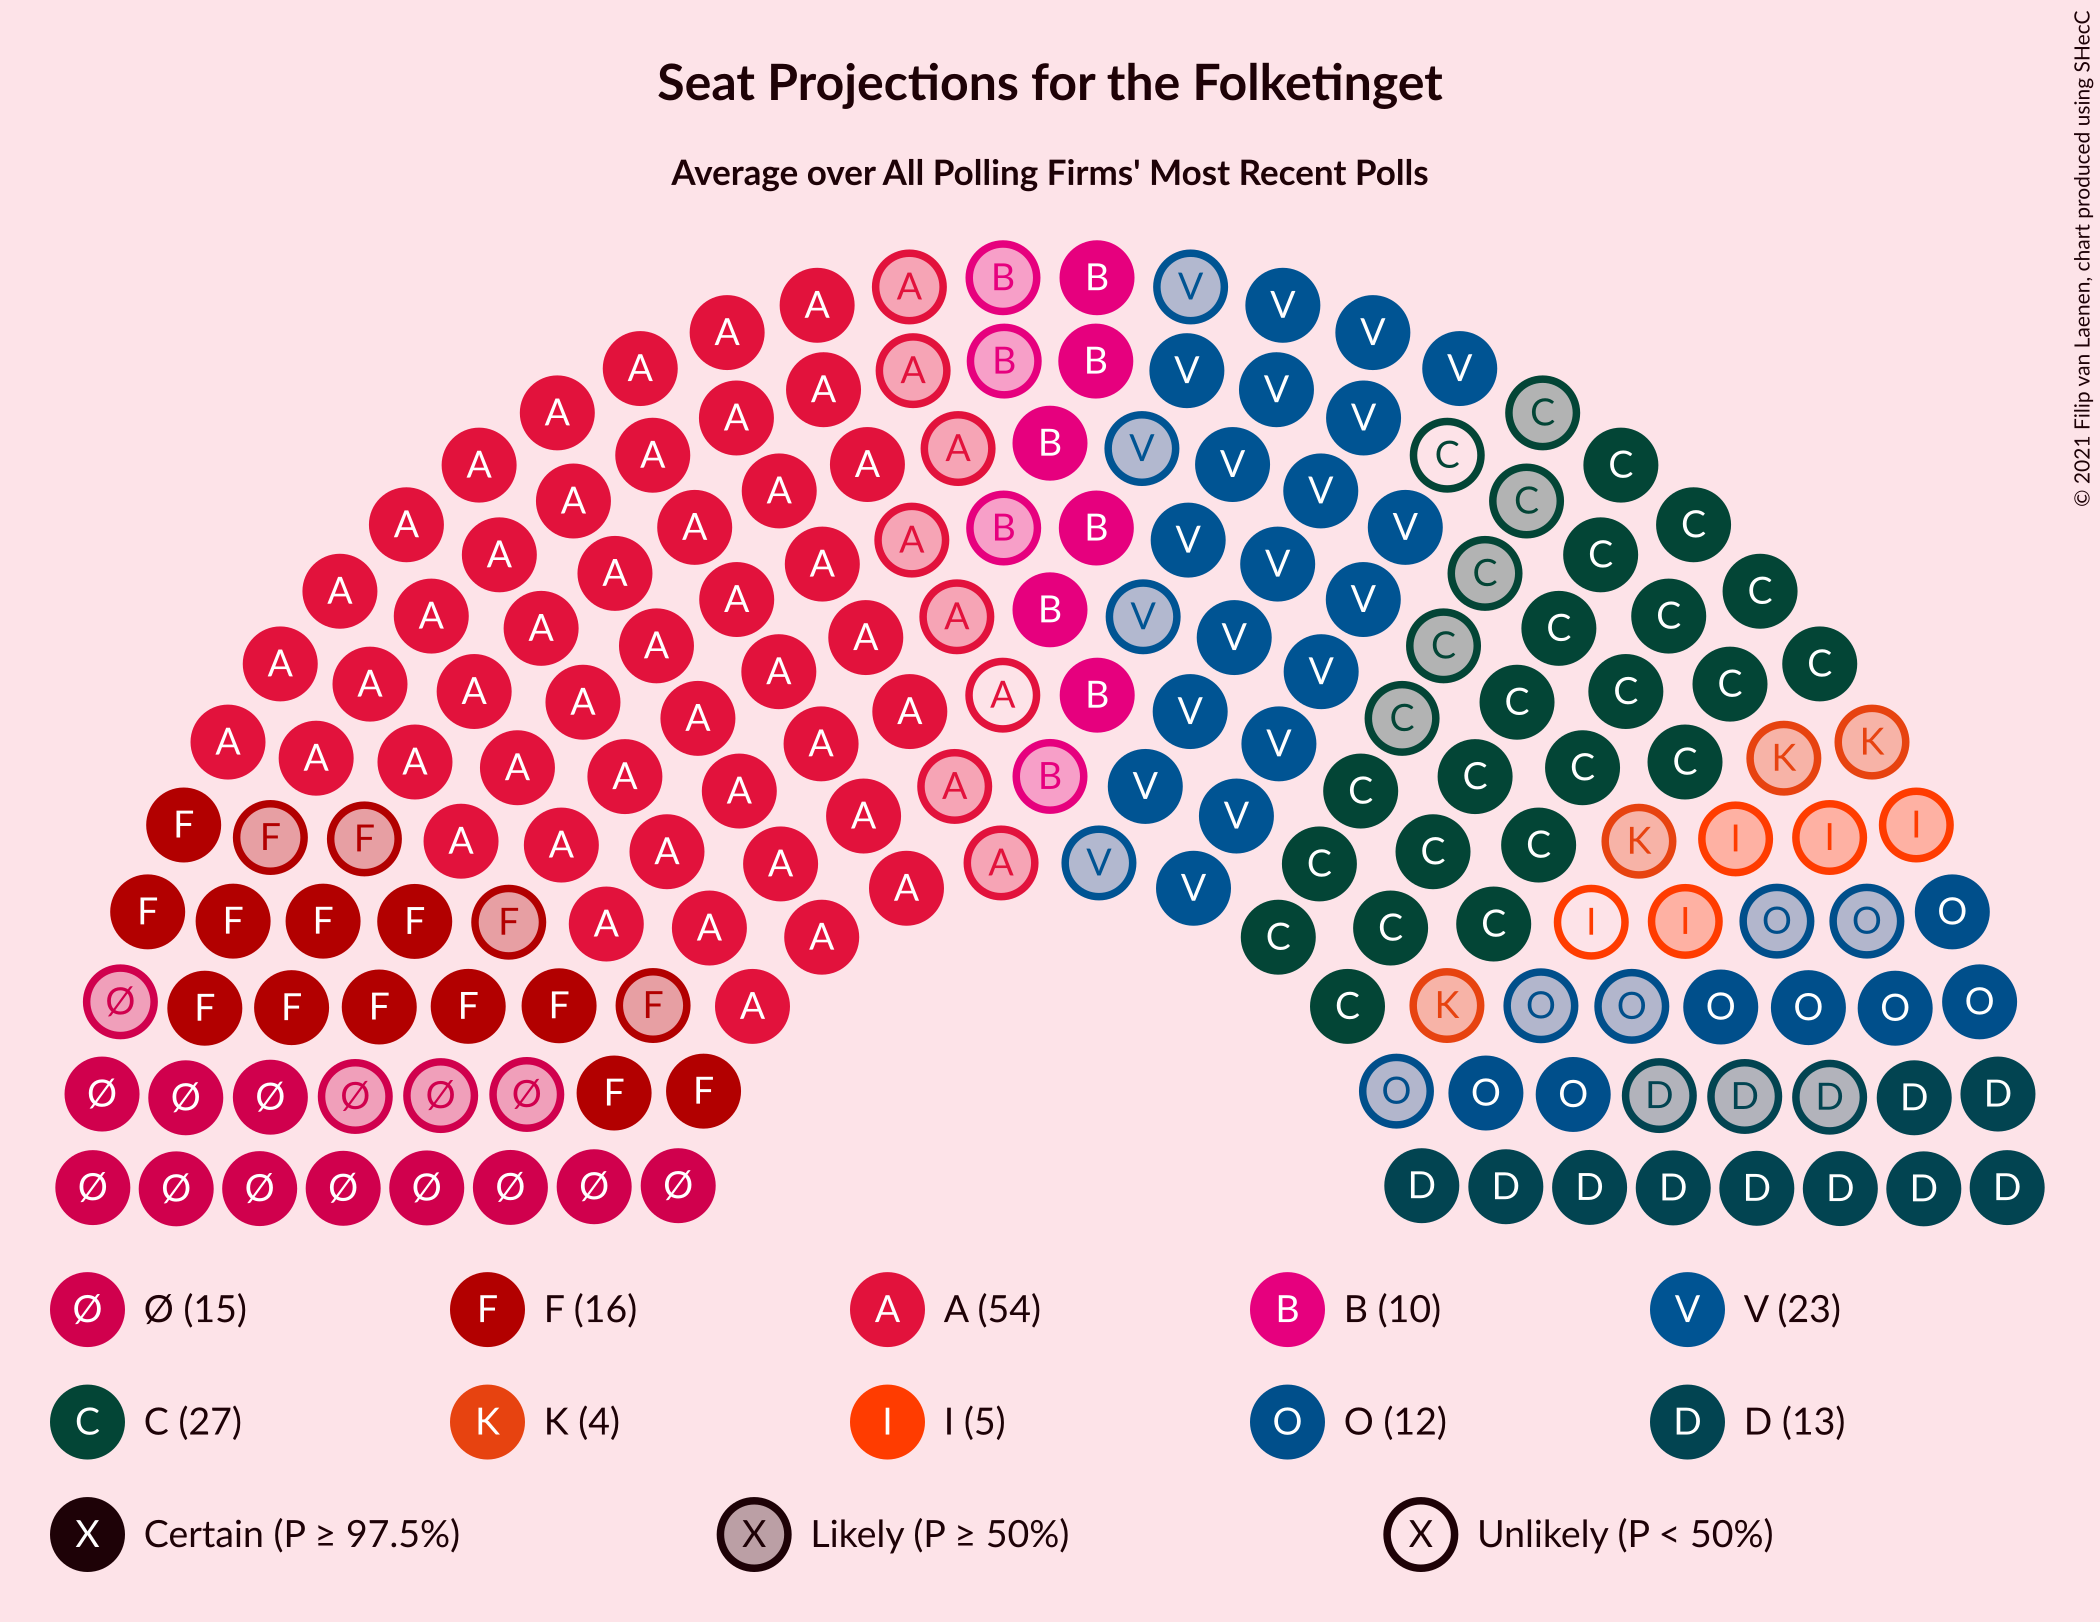 Seat Projections for the Folketinget
Average over All Polling Firms' Most Recent Polls
© 2021 Filip van Laenen, chart produced using SHecC
B B
A V
A V
A V
B B
A V
A V
A V
A C
A V
B
A V
A C
A V
A C
A V
A C
A V
A C
B B
A V
A C
A V
A C
A V
A C
A C
A V
B
A V
A C
A V
A C
A C
A V
A C
A C
A C
A B V
A V
A C
A V
A C
A K
A C
A K
A C
A C
A B V
A C
A V
F I
F I
F I
F K
A C
A C
A C
A V
A C
A V
F O
F O
F O
F I
F I
A C
A C
A C
Ø O
F O
F O
F O
F O
F O
F K
A C
Ø Ø Ø Ø Ø Ø F F O O O D D D D D
Ø Ø Ø Ø Ø Ø Ø Ø D D D D D D D D
Ø Ø (15) F F (16) A A (54) B B (10) V V (23)
C C (27) K K (4) I I (5) O O (12) D D (13)
X Certain (P ≥ 97.5%) X Likely (P ≥ 50%) X Unlikely (P < 50%)